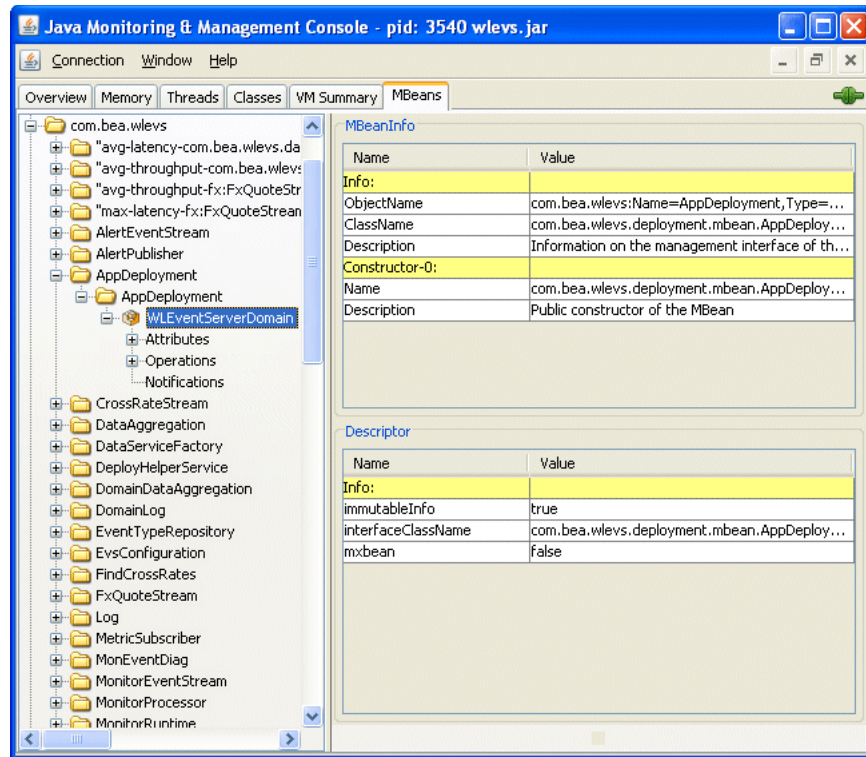 Java Monitoring & Management Console - pid: 3540 wlevs.jar
Connection Window Help
Overview Memory Threads Classes VM Summary MBeans
com.bea.wlevs
"avg-latency-com.bea.wlevs.da
"avg-throughput-com.bea.wlevs
"avg-throughput-fx:FxQuoteStr
"max-latency-fx:FxQuoteStrean
AlertEventStream
AlertPublisher
AppDeployment
AppDeployment
WLEventServerDomain
Attributes
Operations
Notifications
CrossRateStream
DataAggregation
DataServiceFactory
DeployHelperService
DomainDataAggregation
DomainLog
EventTypeRepository
EvsConfiguration
FindCrossRates
FxQuoteStream
Log
MetricSubscriber
MonEventDiag
MonitorEventStream
MonitorProcessor
MonitorRuntime
MBeanInfo
Name Value
Info:
ObjectName com.bea.wlevs:Name=AppDeployment,Type=...
ClassName com.bea.wlevs.deployment.mbean.AppDeploy...
Description Information on the management interface of th...
Constructor-0:
Name com.bea.wlevs.deployment.mbean.AppDeploy...
Description Public constructor of the MBean
Descriptor
Name Value
Info:
immutableInfo true
interfaceClassName com.bea.wlevs.deployment.mbean.AppDeploy...
mxbean false